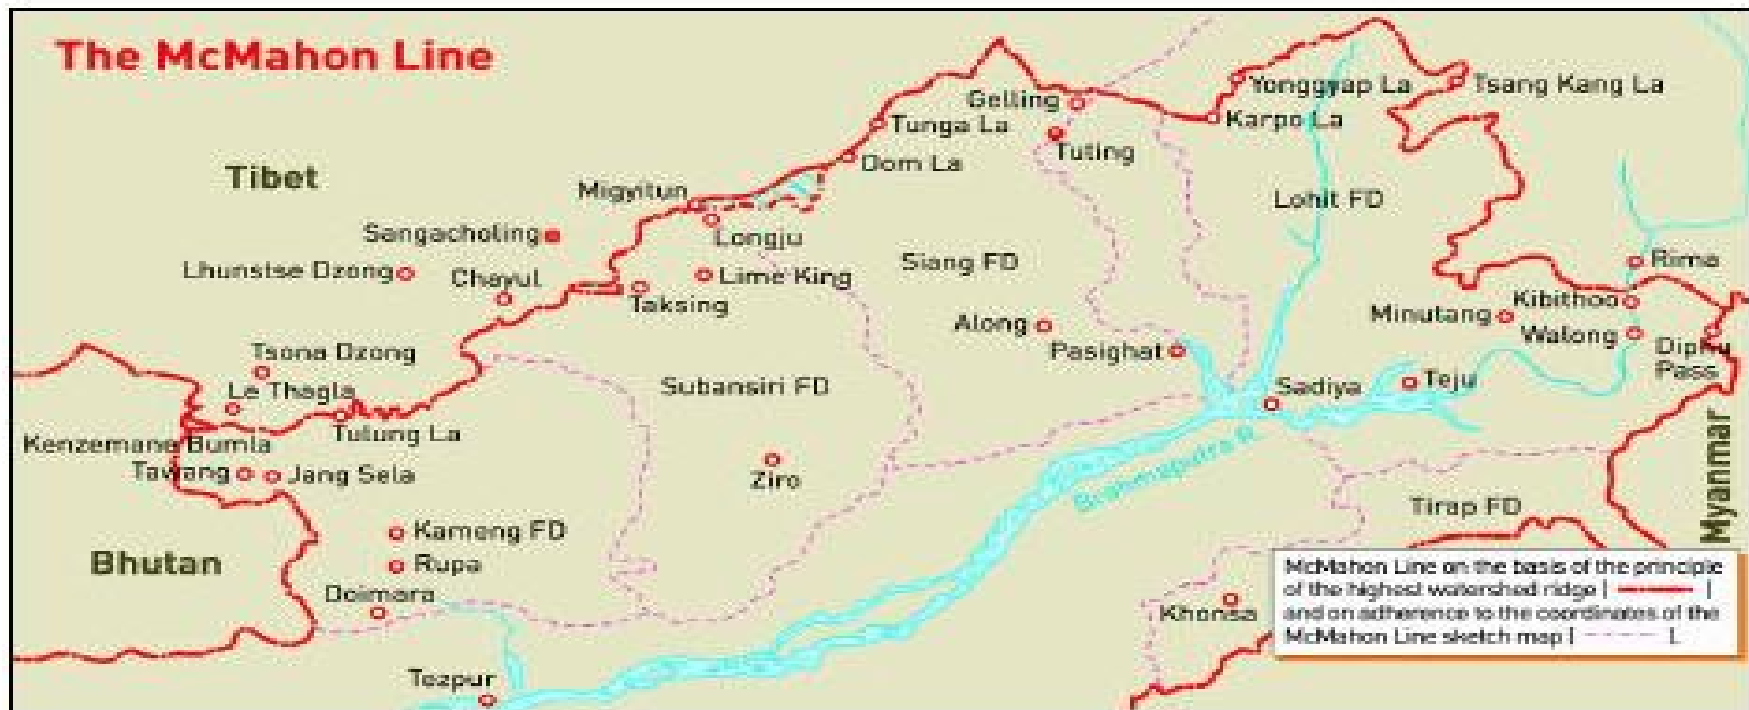 The McMahon Line
Yonggyap La
Tsang Kang La
Gelling
Karpo La
Tunga La
Tuting
Dom La
Tibet
Migyitun
Lohit FD
Sangacholing
Longju
Siang FD
Rima
Lhunstse Dzong
Chayul
Lime King
Taksing
Kibithoo
Minutang
Along
Walong
Pasighat
Diphu
Pass
Tsona Dzong
Le Thagla
Subansiri FD
Sadiya
Teju
Tulung La
Kenzemane Bumla
Tawang
Jang Sela
Ziro
Brahmaputra R
Tirap FD
Myanmar
Kameng FD
Bhutan
Rupa
Doimara
Khonsa
Tezpur
McMahon Line on the basis of the principle
of the highest watershed ridge [ ]
and on adherence to the coordinates of the
McMahon Line sketch map [ ].